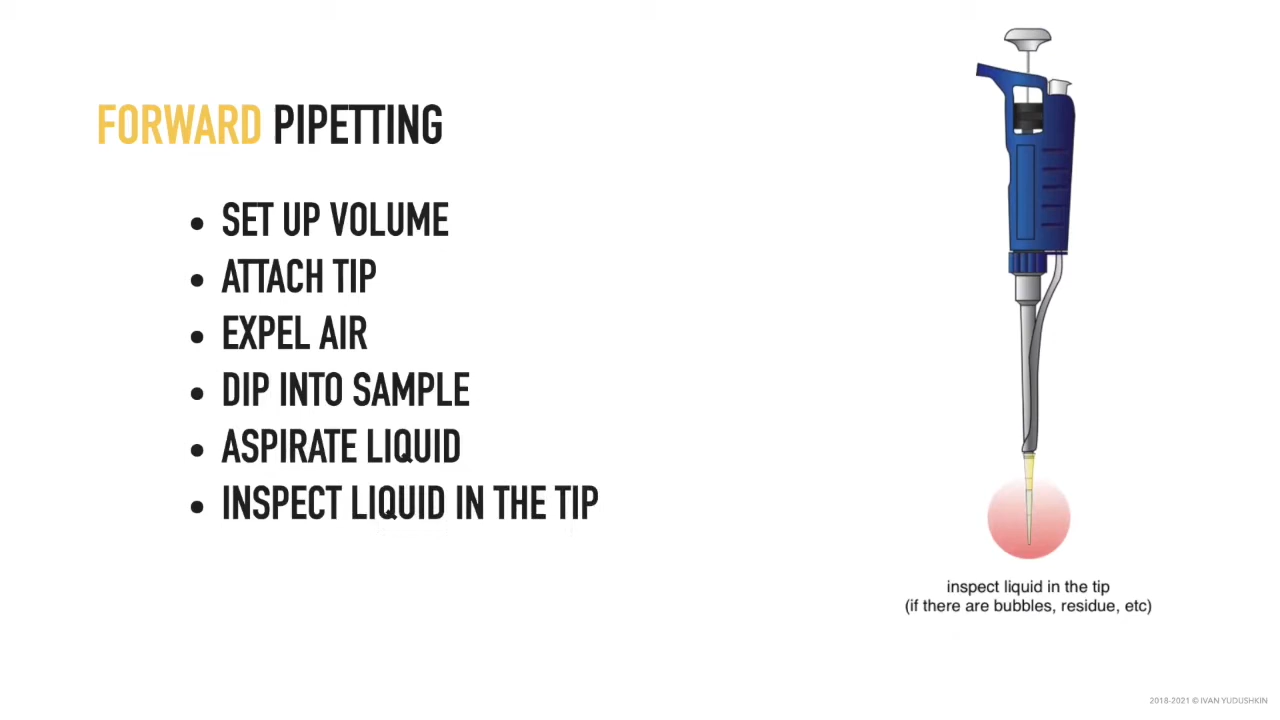 FORWARD PIPETTING
• SET UP VOLUME
• ATTACH TIP
• EXPEL AIR
• DIP INTO SAMPLE
• ASPIRATE LIQUID
• INSPECT LIQUID IN THE TIP
inspect liquid in the tip
(if there are bubbles, residue, etc)
2018-2021 © IVAN YUDUSHKIN